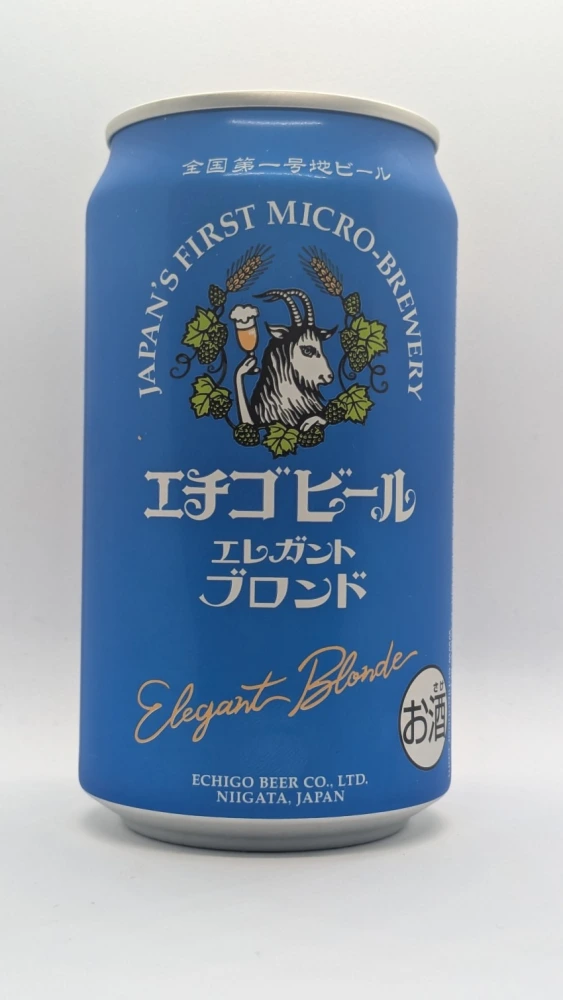 全国第一号地ビール
JAPAN'S FIRST MICRO-BREWERY
エチゴビール
エレガント
ブロンド
Elegant Blonde
さけ
お酒
ECHIGO BEER CO., LTD.
NIIGATA, JAPAN